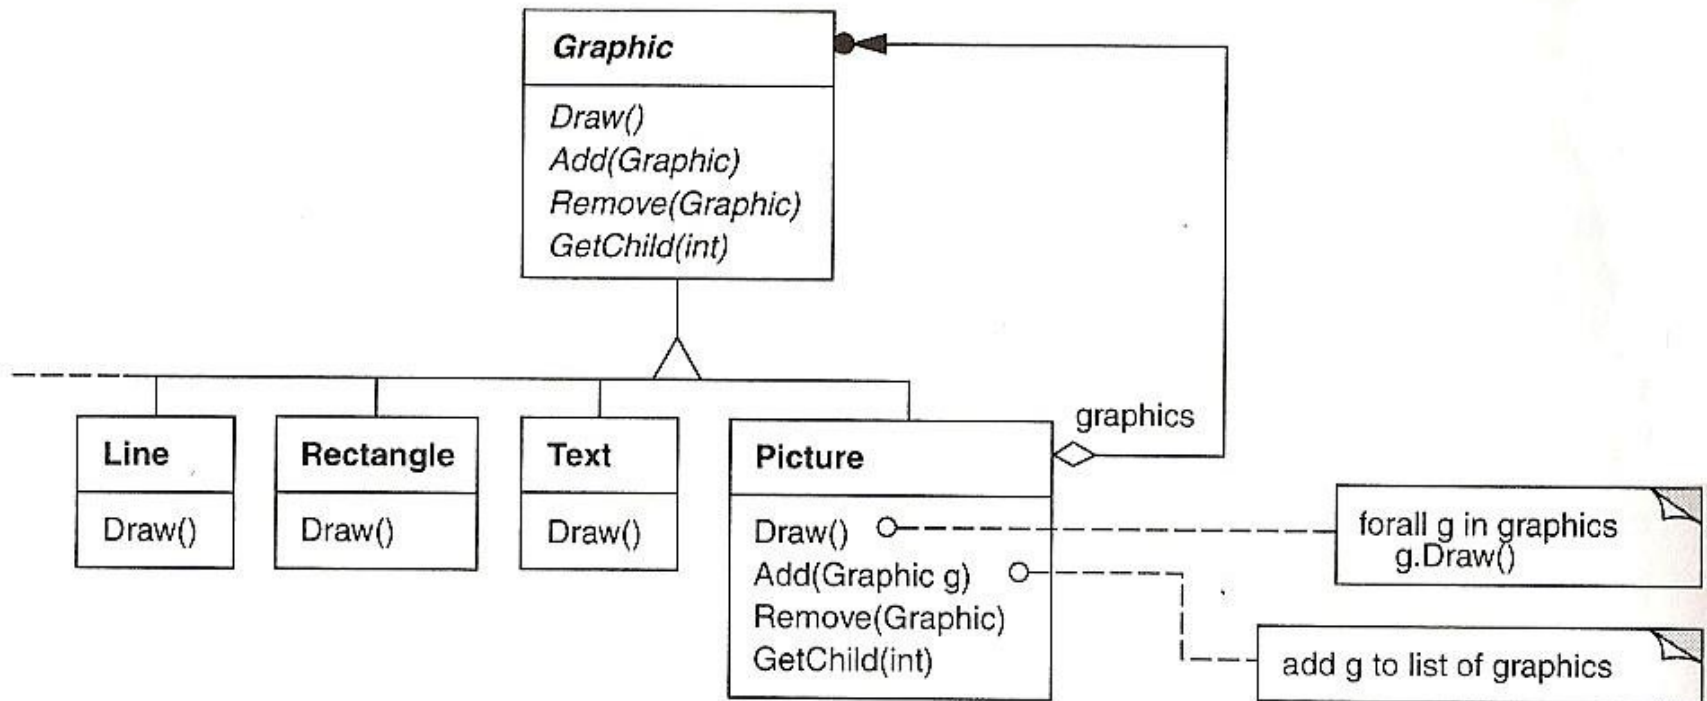 Graphic
Draw()
Add(Graphic)
Remove(Graphic)
GetChild(int)
graphics
Line
Draw()
Rectangle
Draw()
Text
Draw()
Picture
Draw()
Add(Graphic g)
Remove(Graphic)
GetChild(int)
forall g in graphics
g.Draw()
add g to list of graphics